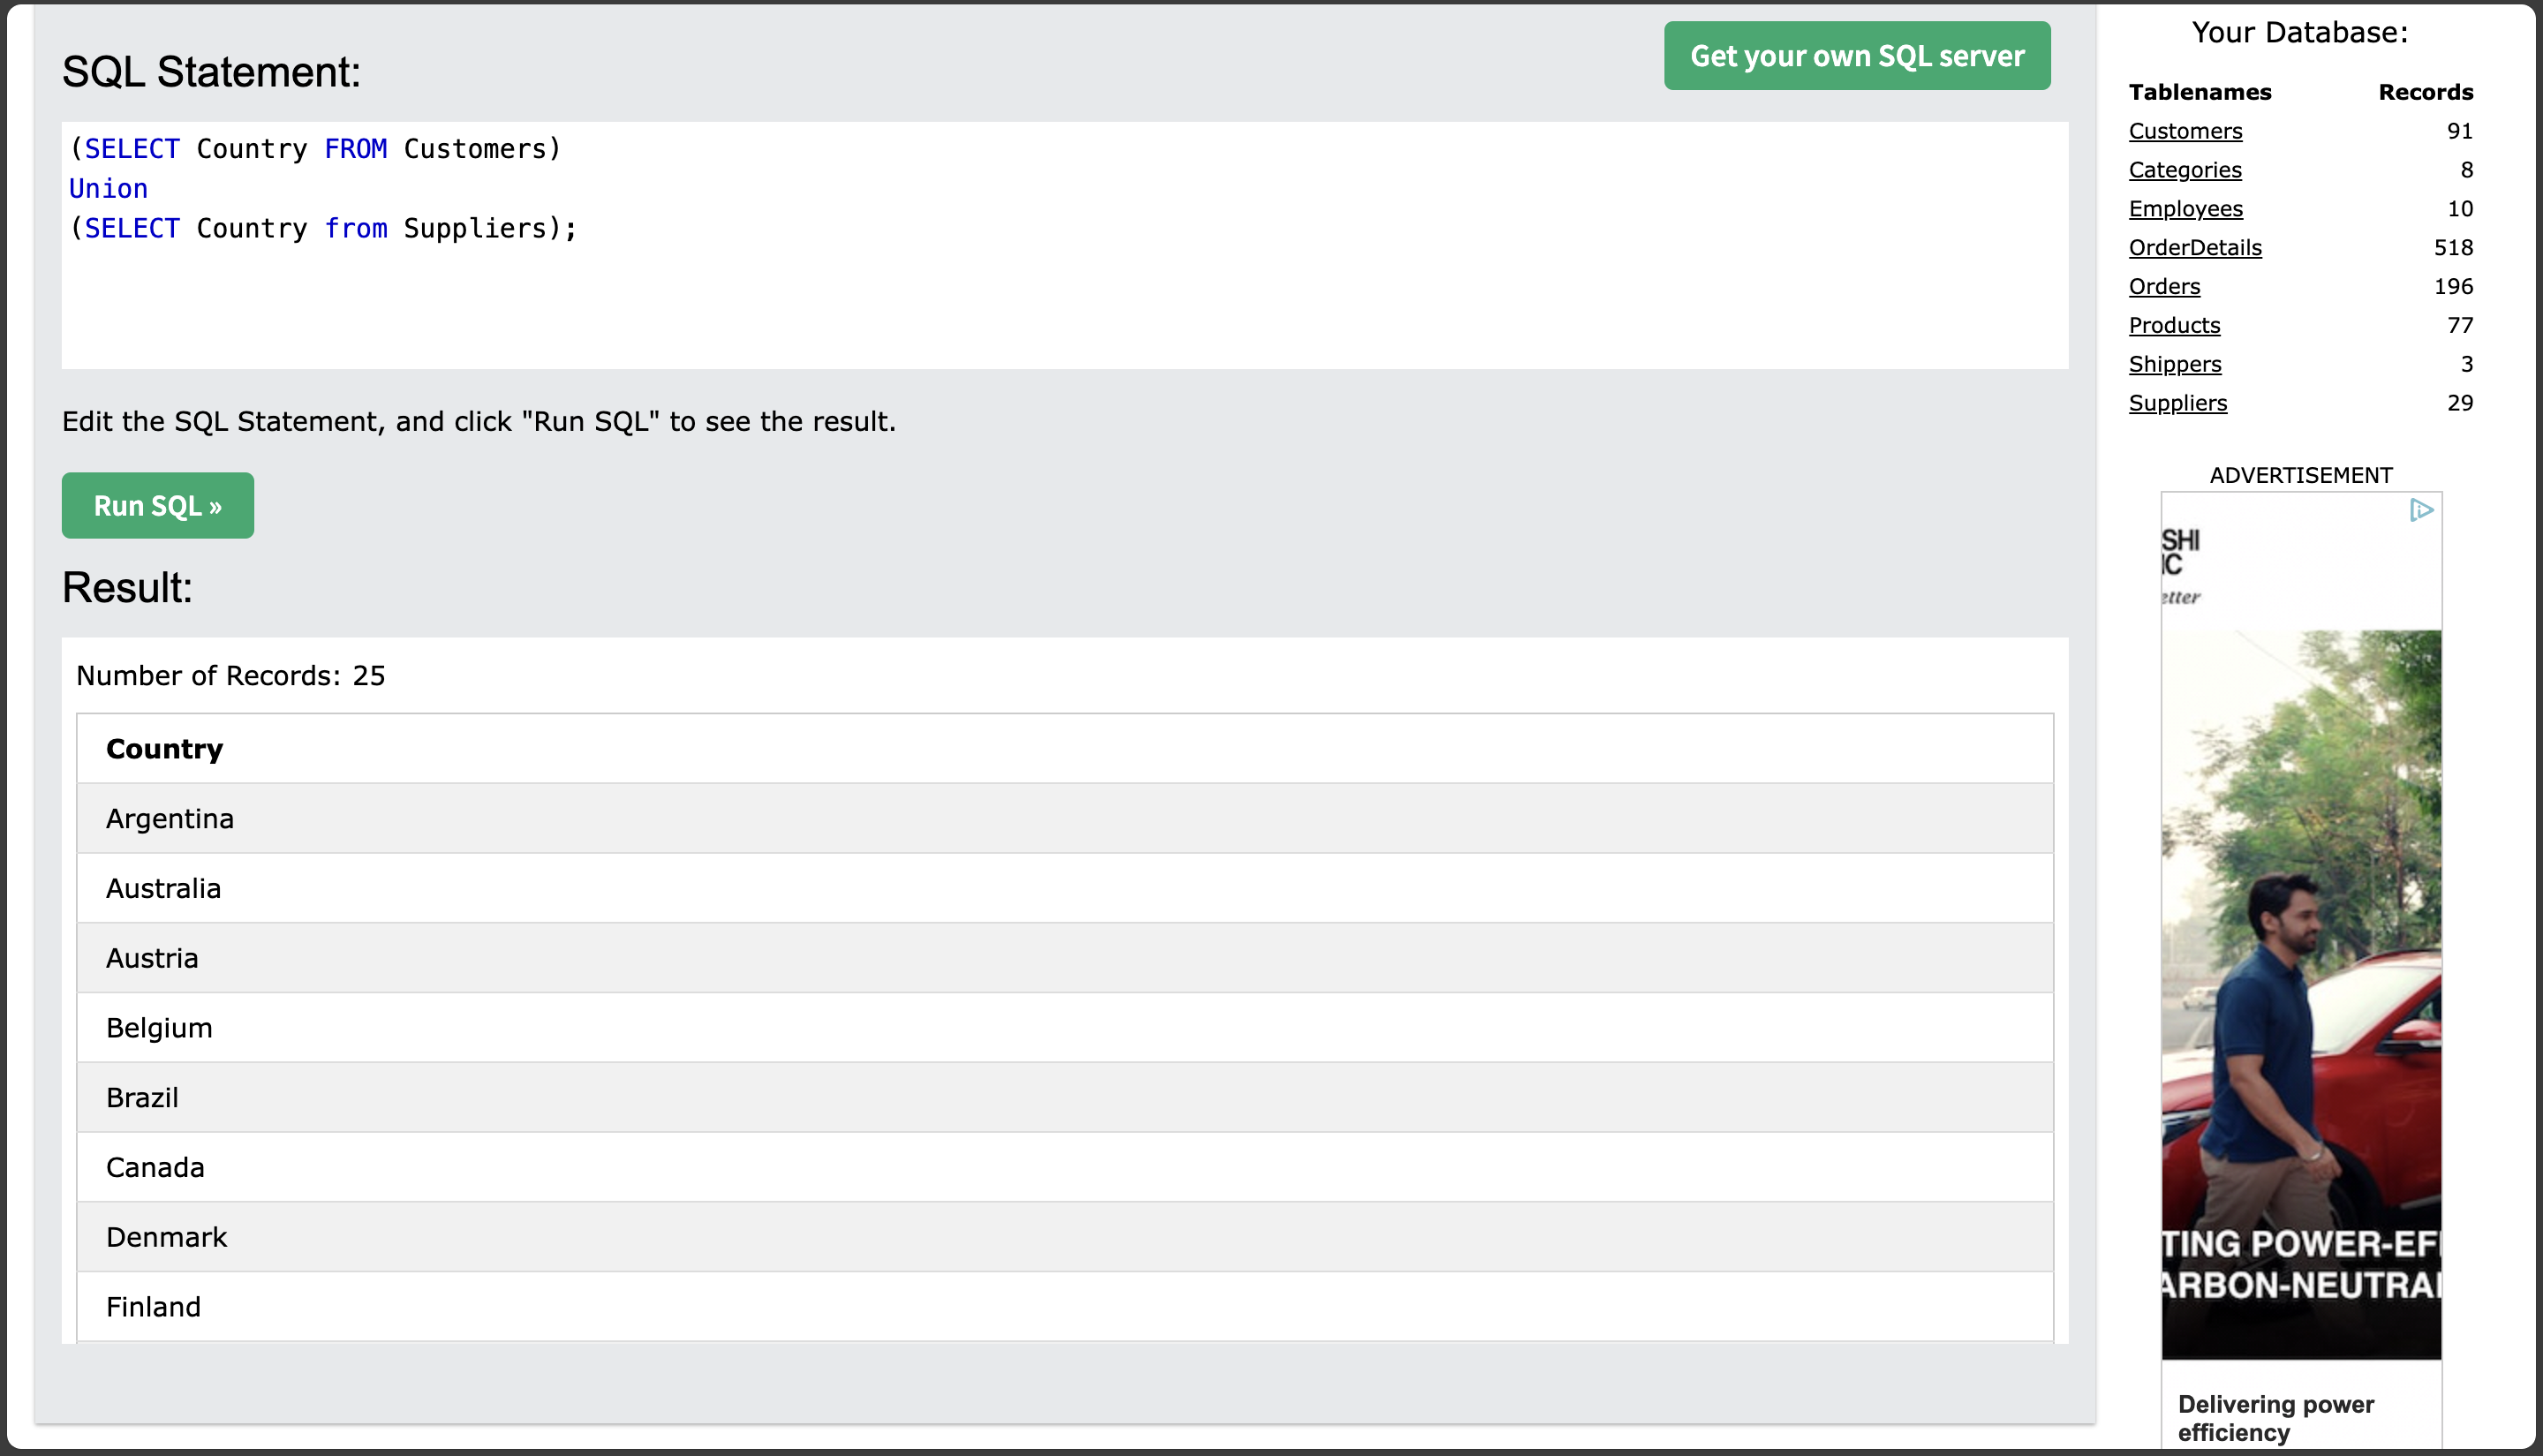 SQL Statement:
Get your own SQL server
(SELECT Country FROM Customers)
Union
(SELECT Country from Suppliers);
Edit the SQL Statement, and click "Run SQL" to see the result.
Run SQL »
Result:
Number of Records: 25
Country
Argentina
Australia
Austria
Belgium
Brazil
Canada
Denmark
Finland
Your Database:
Tablenames Records
Customers 91
Categories 8
Employees 10
OrderDetails 518
Orders 196
Products 77
Shippers 3
Suppliers 29
ADVERTISEMENT
SHI
IC
etter
TING POWER-EF
ARBON-NEUTRA
Delivering power
efficiency